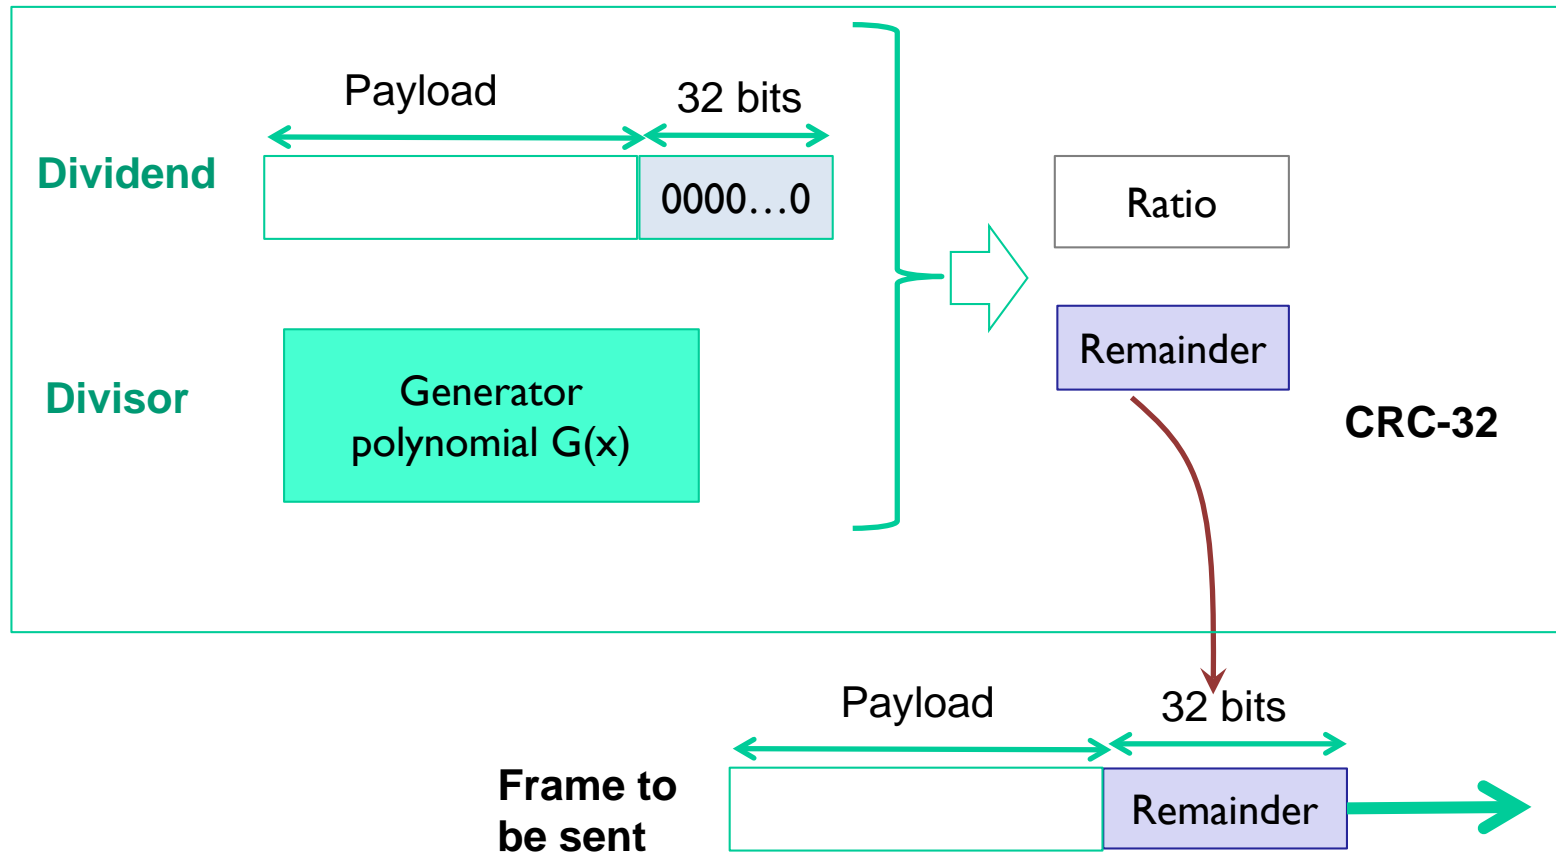 Payload
32 bits
Dividend
0000...0
Ratio
Divisor
Generator
polynomial G(x)
Remainder
CRC-32
Payload
32 bits
Frame to
be sent
Remainder